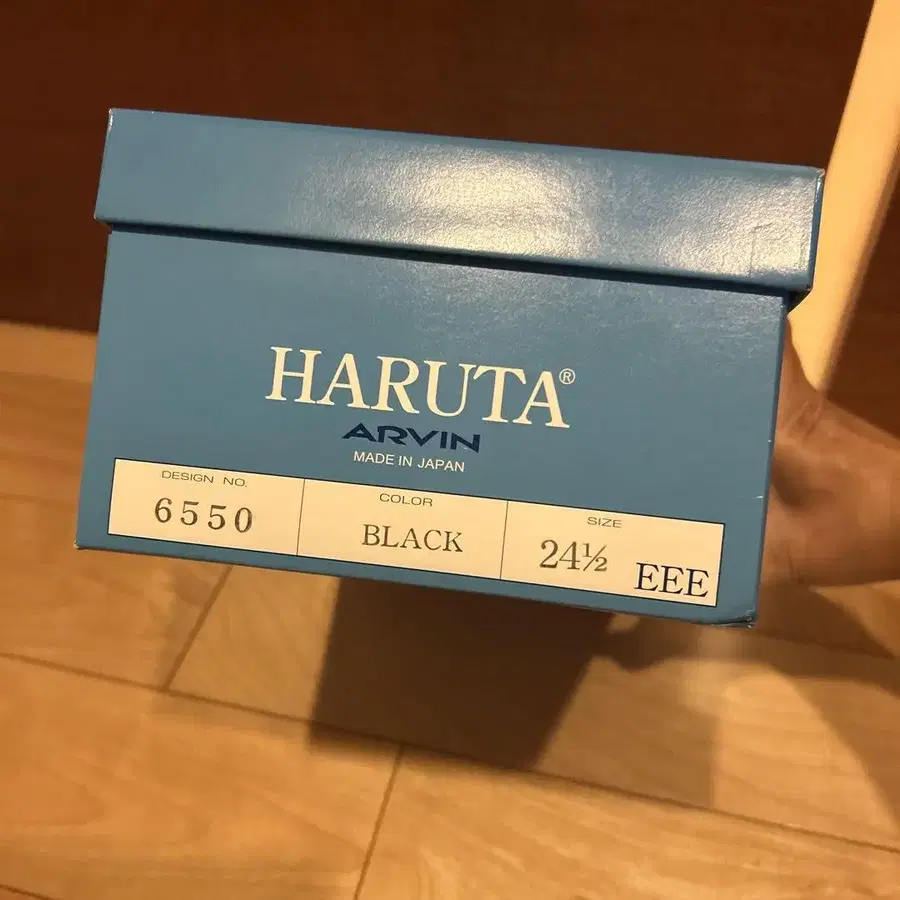 HARUTA®
ARVIN
MADE IN JAPAN
DESIGN NO.
6550
COLOR
BLACK
SIZE
24½ EEE